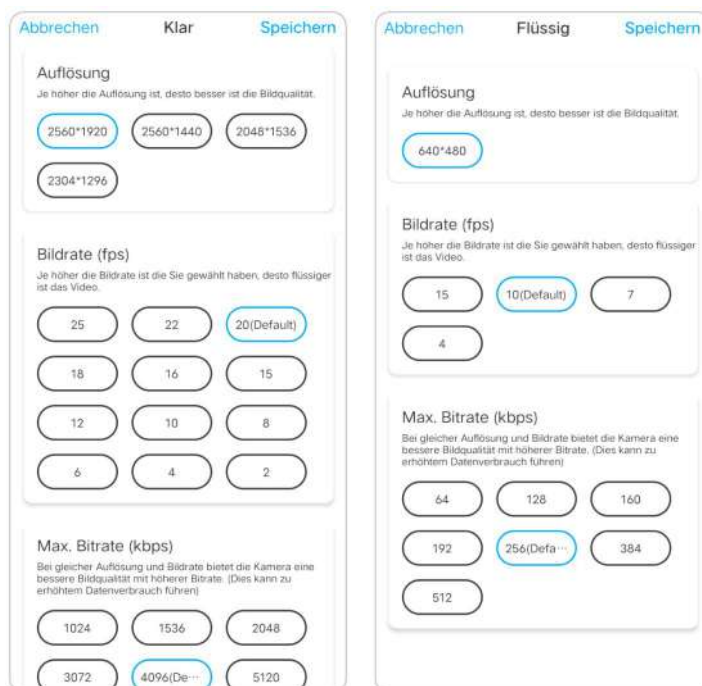 Abbrechen Klar Speichern
Auflösung
Je höher die Auflösung ist, desto besser ist die Bildqualität.
2560*1920 2560*1440 2048*1536
2304*1296
Bildrate (fps)
Je höher die Bildrate ist die Sie gewählt haben, desto flüssiger
ist das Video.
25 22 20(Default)
18 16 15
12 10 8
6 4 2
Max. Bitrate (kbps)
Bei gleicher Auflösung und Bildrate bietet die Kamera eine
bessere Bildqualität mit höherer Bitrate. (Dies kann zu
erhöhtem Datenverbrauch führen)
1024 1536 2048
3072 4096(De··· 5120
Abbrechen Flüssig Speichern
Auflösung
Je höher die Auflösung ist, desto besser ist die Bildqualität.
640*480
Bildrate (fps)
Je höher die Bildrate ist die Sie gewählt haben, desto flüssiger
ist das Video.
15 10(Default) 7
4
Max. Bitrate (kbps)
Bei gleicher Auflösung und Bildrate bietet die Kamera eine
bessere Bildqualität mit höherer Bitrate. (Dies kann zu
erhöhtem Datenverbrauch führen)
64 128 160
192 256(Defa··· 384
512